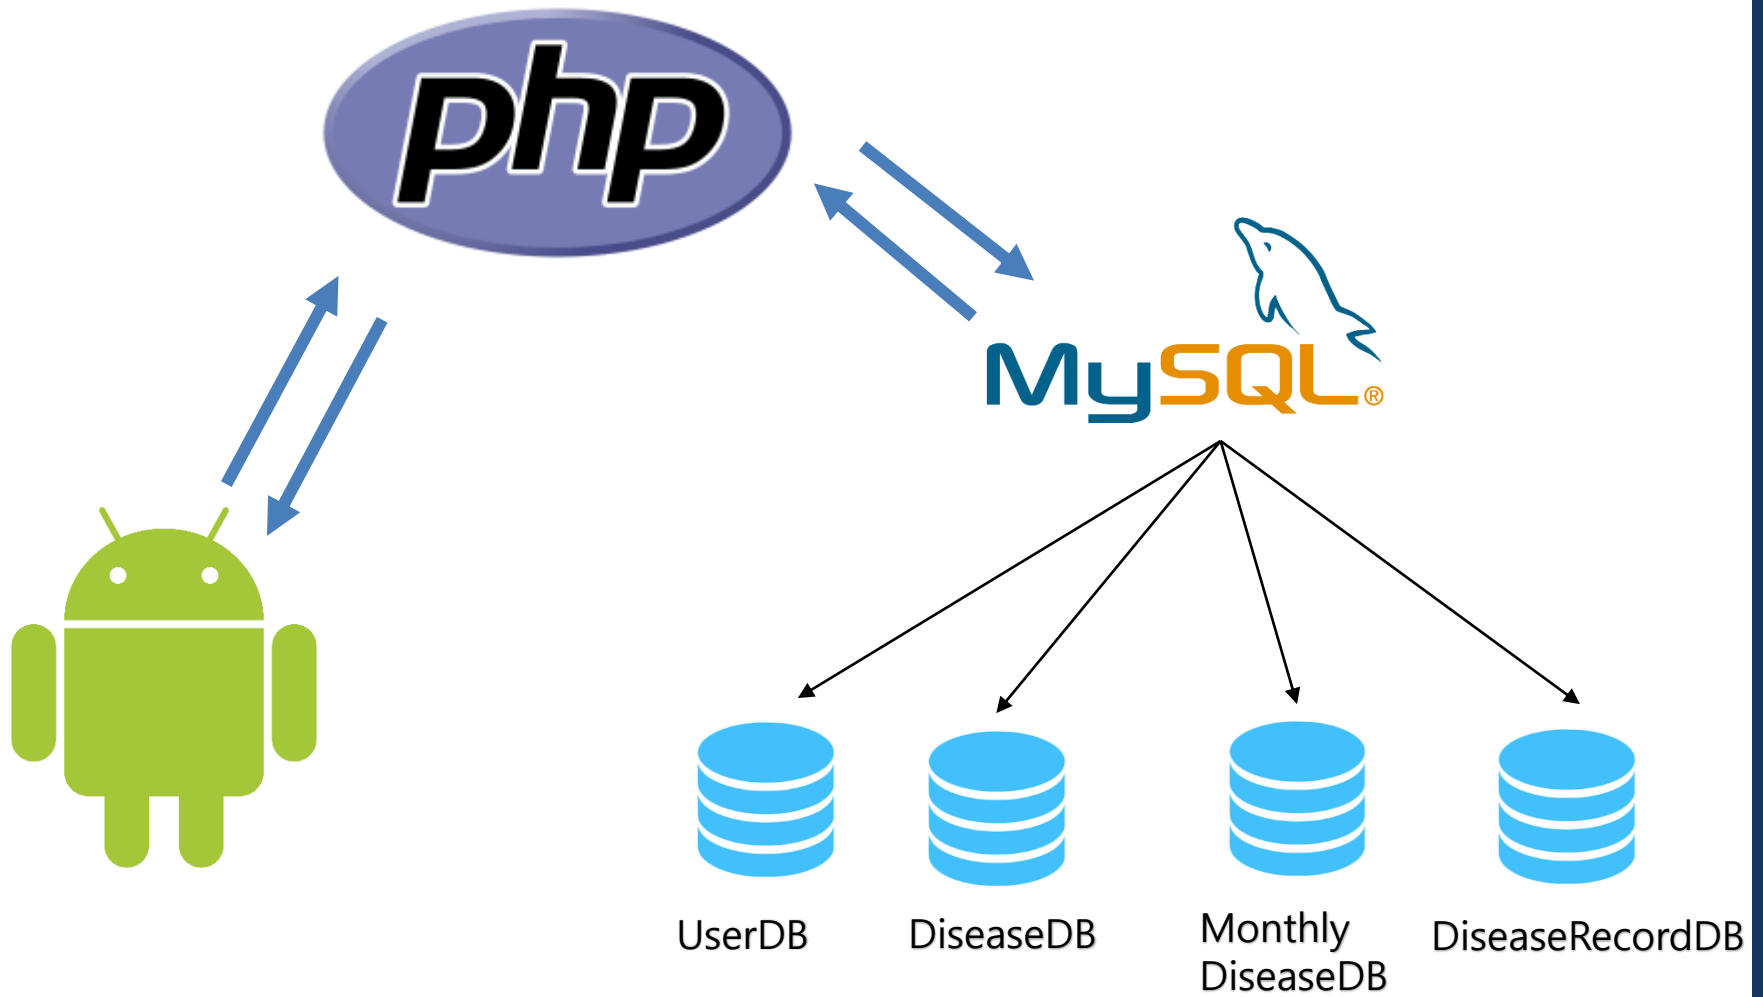 php
MySQL®
UserDB
DiseaseDB
Monthly
DiseaseDB
DiseaseRecordDB